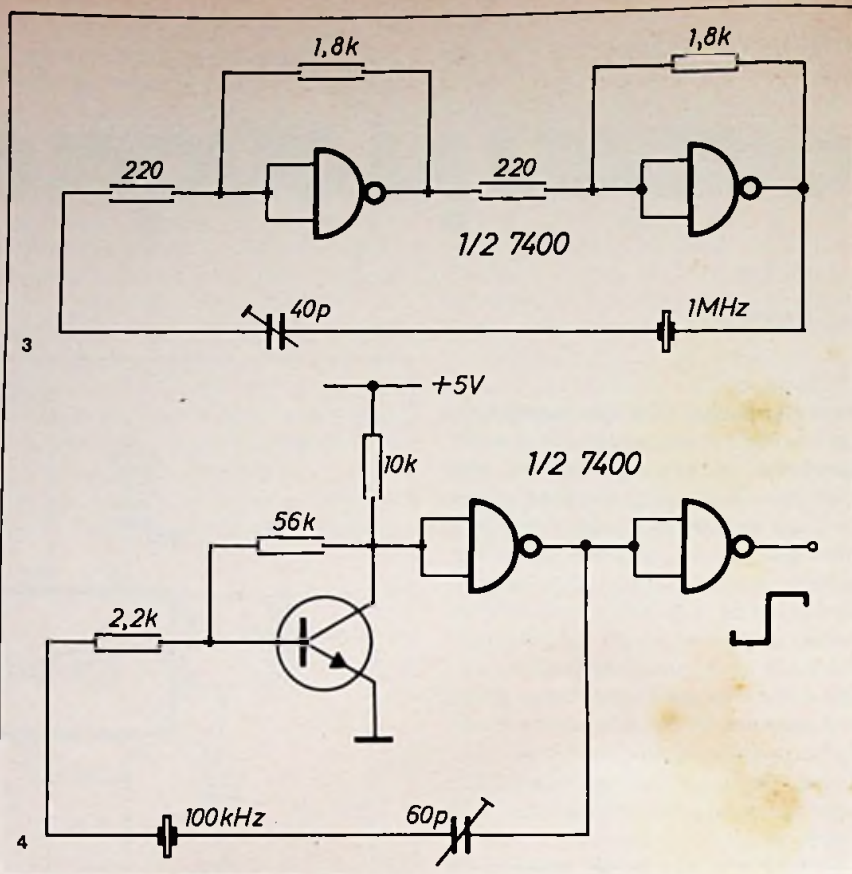 1,8k
1,8k
220
220
1/2 7400
40p
1MHz
3
+5V
10k
1/2 7400
56k
2,2k
100kHz
60p
4